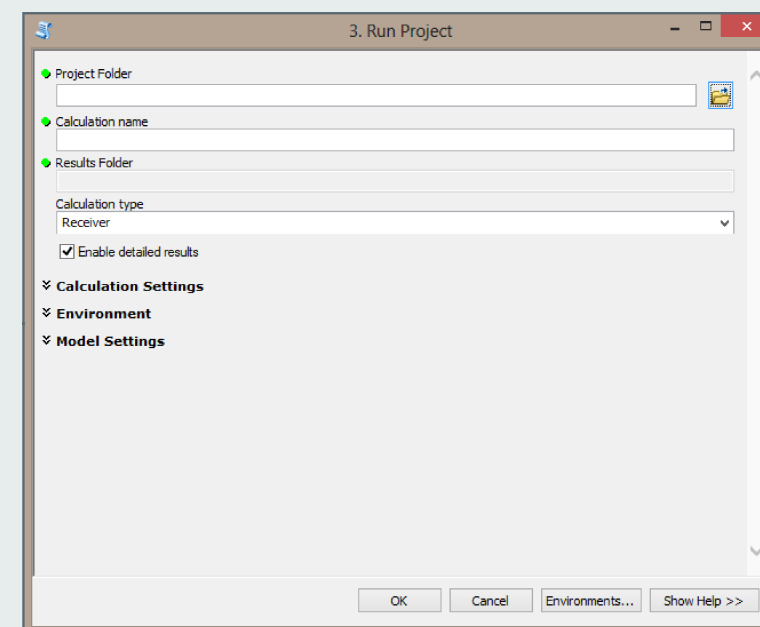 3. Run Project
Project Folder
Calculation name
Results Folder
Calculation type
Receiver
Enable detailed results
Calculation Settings
Environment
Model Settings
OK Cancel Environments... Show Help >>